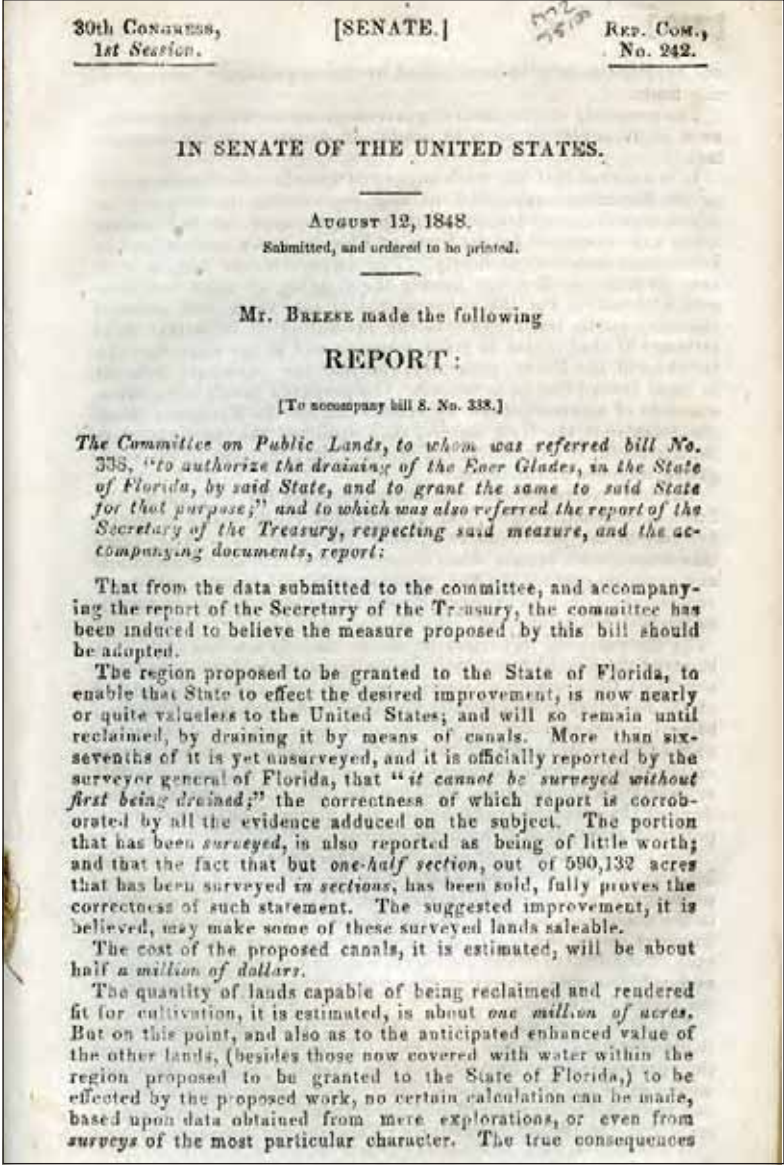 30th Congress,
1st Session.
[SENATE.]
Rep. Com.,
No. 242.
IN SENATE OF THE UNITED STATES.
August 12, 1848.
Submitted, and ordered to be printed.
Mr. Breese made the following
REPORT:
[To accompany bill S. No. 338.]
The Committee on Public Lands, to whom was referred bill No.
338, "to authorize the draining of the Ever Glades, in the State
of Florida, by said State, and to grant the same to said State
for that purpose;" and to which was also referred the report of the
Secretary of the Treasury, respecting said measure, and the ac-
companying documents, report:
That from the data submitted to the committee, and accompany-
ing the report of the Secretary of the Treasury, the committee has
been induced to believe the measure proposed by this bill should
be adopted.
The region proposed to be granted to the State of Florida, to
enable that State to effect the desired improvement, is now nearly
or quite valueless to the United States; and will so remain until
reclaimed, by draining it by means of canals. More than six-
sevenths of it is yet unsurveyed, and it is officially reported by the
surveyor general of Florida, that "it cannot be surveyed without
first being drained;" the correctness of which report is corrob-
orated by all the evidence adduced on the subject. The portion
that has been surveyed, is also reported as being of little worth;
and that the fact that but one-half section, out of 590,132 acres
that has been surveyed in sections, has been sold, fully proves the
correctness of such statement. The suggested improvement, it is
believed, may make some of these surveyed lands saleable.
The cost of the proposed canals, it is estimated, will be about
half a million of dollars.
The quantity of lands capable of being reclaimed and rendered
fit for cultivation, it is estimated, is about one million of acres.
But on this point, and also as to the anticipated enhanced value of
the other lands, (besides those now covered with water within the
region proposed to be granted to the State of Florida,) to be
effected by the proposed work, no certain calculation can be made,
based upon data obtained from mere explorations, or even from
surveys of the most particular character. The true consequences